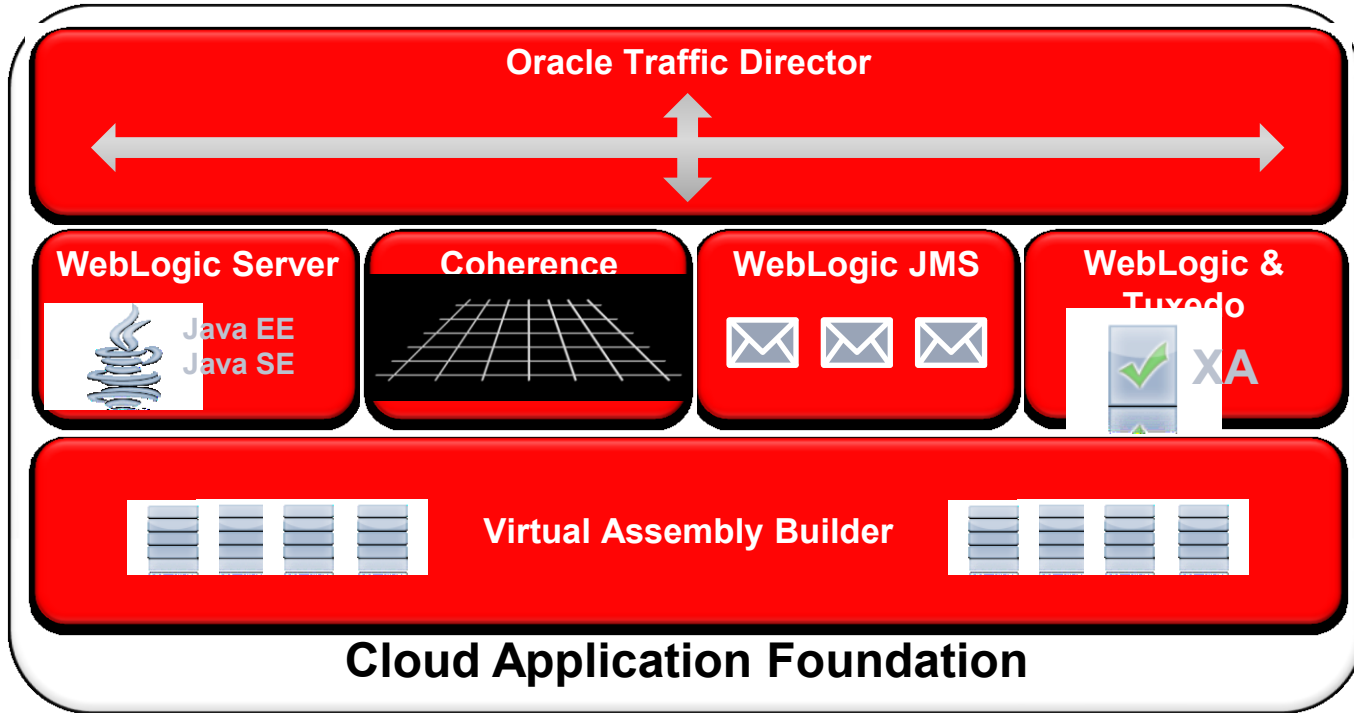 Oracle Traffic Director
WebLogic Server
Java EE
Java SE
Coherence
WebLogic JMS
WebLogic &
Tuxedo
XA
Virtual Assembly Builder
Cloud Application Foundation